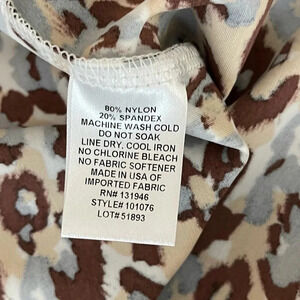 80% NYLON
20% SPANDEX
MACHINE WASH COLD
DO NOT SOAK
LINE DRY, COOL IRON
NO CHLORINE BLEACH
NO FABRIC SOFTENER
MADE IN USA OF
IMPORTED FABRIC
RN# 131946
STYLE# 101076
LOT# 51893